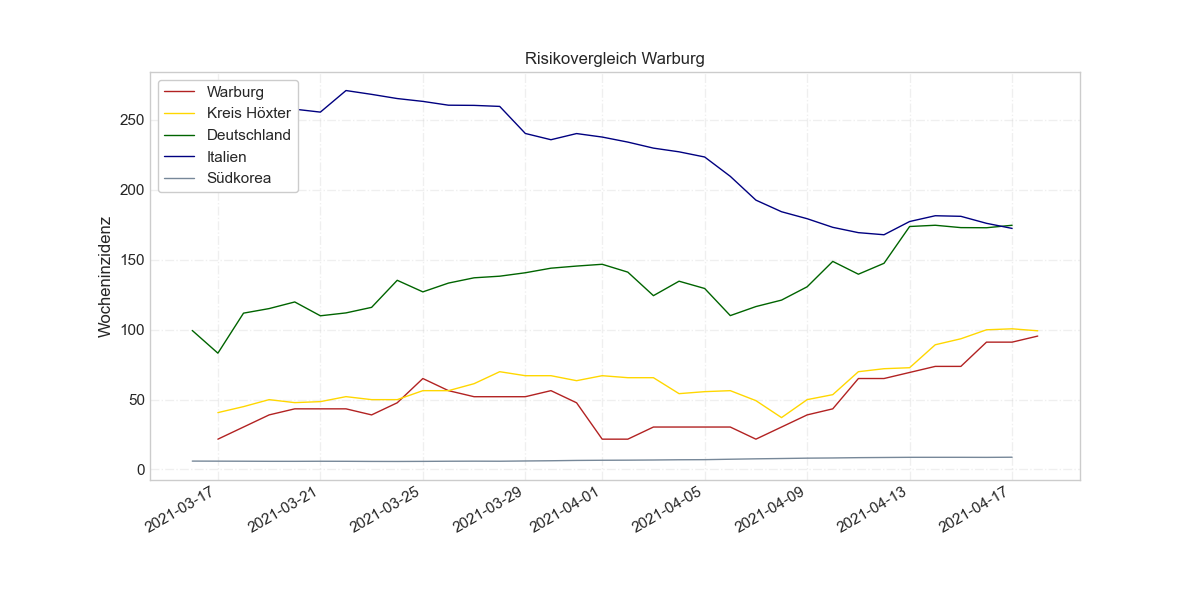 Risikovergleich Warburg
Warburg
Kreis Höxter
Deutschland
Italien
Südkorea
Wocheninzidenz
250
200
150
100
50
0
2021-03-17
2021-03-21
2021-03-25
2021-03-29
2021-04-01
2021-04-05
2021-04-09
2021-04-13
2021-04-17